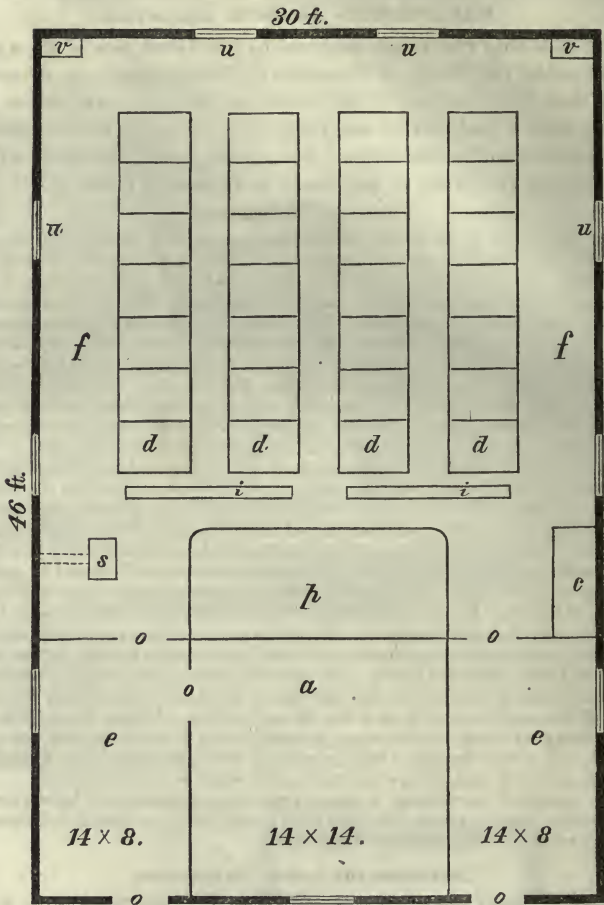 30 ft.
v u u v
u u
f f
d d. d d
i i
46 ft.
s c
p
o o
o a
e e
14 × 8. 14 × 14. 14 × 8
o o